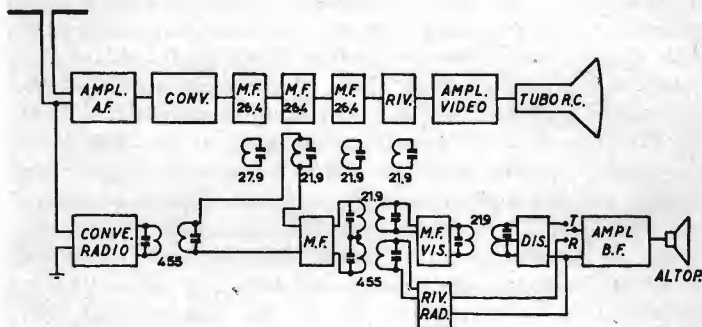 AMPL. A.F.
CONV.
M.F. 26,4
M.F. 26,4
M.F. 26,4
RIV.
AMPL. VIDEO
TUBO R.C.
27,9
21,9
21,9
21,9
CONVE. RADIO
455
M.F.
21,9
455
M.F. VIS.
21,9
DIS.
T
R
AMPL B.F.
ALTOP.
RIV. RAD.